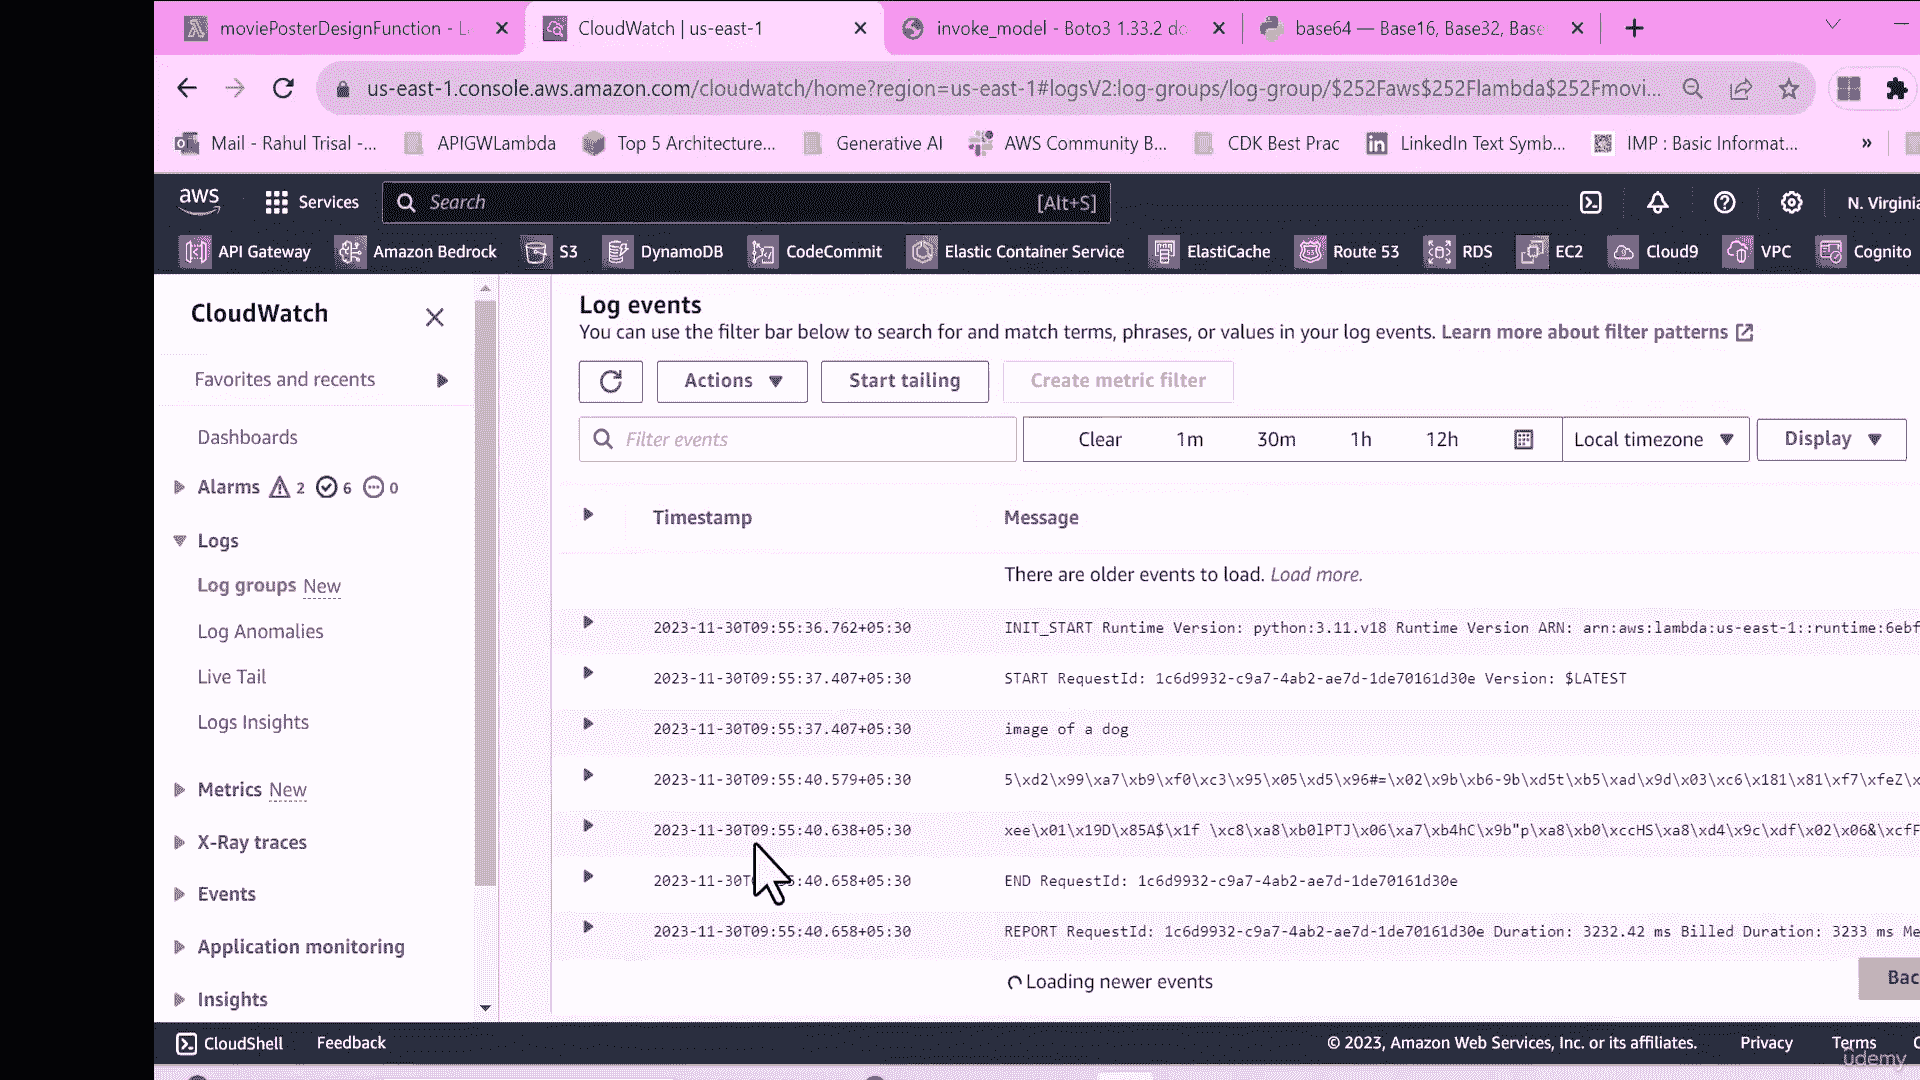 moviePosterDesignFunction - L
CloudWatch | us-east-1
invoke_model - Boto3 1.33.2 do
base64 — Base16, Base32, Base
us-east-1.console.aws.amazon.com/cloudwatch/home?region=us-east-1#logsV2:log-groups/log-group/$252Faws$252Flambda$252Fmovi...
Mail - Rahul Trisal -...
APIGWLambda
Top 5 Architecture...
Generative AI
AWS Community B...
CDK Best Prac
LinkedIn Text Symb...
IMP : Basic Informat...
»
aws
Services
Search
[Alt+S]
N. Virginia
API Gateway
Amazon Bedrock
S3
DynamoDB
CodeCommit
Elastic Container Service
ElastiCache
Route 53
RDS
EC2
Cloud9
VPC
Cognito
CloudWatch
Favorites and recents
Dashboards
Alarms 2 6 0
Logs
Log groups New
Log Anomalies
Live Tail
Logs Insights
Metrics New
X-Ray traces
Events
Application monitoring
Insights
Log events
You can use the filter bar below to search for and match terms, phrases, or values in your log events. Learn more about filter patterns
Actions
Start tailing
Create metric filter
Filter events
Clear
1m
30m
1h
12h
Local timezone
Display
Timestamp
Message
There are older events to load. Load more.
2023-11-30T09:55:36.762+05:30 INIT_START Runtime Version: python:3.11.v18 Runtime Version ARN: arn:aws:lambda:us-east-1::runtime:6ebf
2023-11-30T09:55:37.407+05:30 START RequestId: 1c6d9932-c9a7-4ab2-ae7d-1de70161d30e Version: $LATEST
2023-11-30T09:55:37.407+05:30 image of a dog
2023-11-30T09:55:40.579+05:30 5\xd2\x99\xa7\xb9\xf0\xc3\x95\x05\xd5\x96#=\x02\x9b\xb6-9b\xd5t\xb5\xad\x9d\x03\xc6\x181\x81\xf7\xfeZ\x
2023-11-30T09:55:40.638+05:30 xee\x01\x19D\x85A$\x1f \xc8\xa8\xb0lPTJ\x06\xa7\xb4hC\x9b"p\xa8\xb0\xccHS\xa8\xd4\x9c\xdf\x02\x06&\xcfF
2023-11-30T 5:40.658+05:30 END RequestId: 1c6d9932-c9a7-4ab2-ae7d-1de70161d30e
2023-11-30T09:55:40.658+05:30 REPORT RequestId: 1c6d9932-c9a7-4ab2-ae7d-1de70161d30e Duration: 3232.42 ms Billed Duration: 3233 ms Me
Loading newer events
Bac
CloudShell
Feedback
© 2023, Amazon Web Services, Inc. or its affiliates.
Privacy
Terms
C
ûdemy